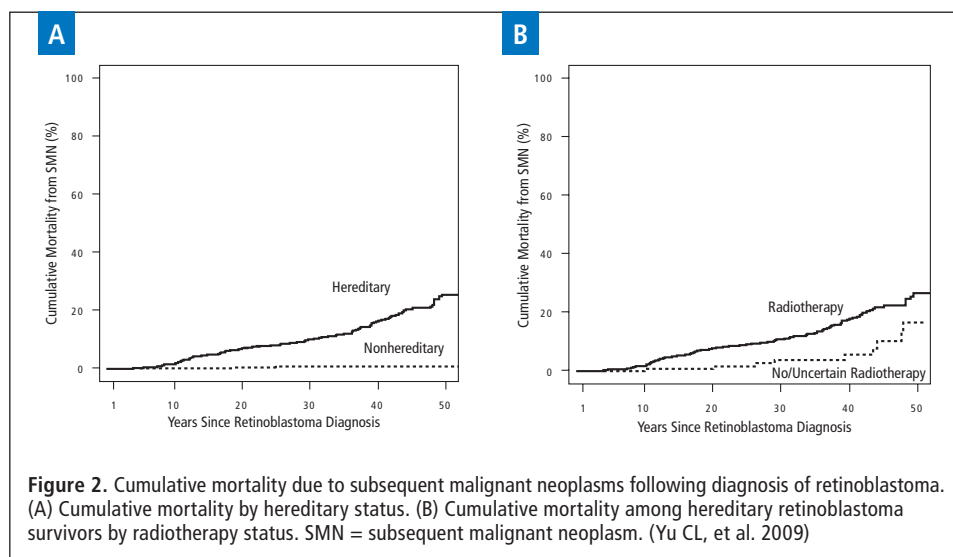 A
B
100
80
60
40
20
0
Cumulative Mortality from SMN (%)
Hereditary
Nonhereditary
1 10 20 30 40 50
Years Since Retinoblastoma Diagnosis
100
80
60
40
20
0
Cumulative Mortality from SMN (%)
Radiotherapy
No/Uncertain Radiotherapy
1 10 20 30 40 50
Years Since Retinoblastoma Diagnosis
Figure 2. Cumulative mortality due to subsequent malignant neoplasms following diagnosis of retinoblastoma.
(A) Cumulative mortality by hereditary status. (B) Cumulative mortality among hereditary retinoblastoma
survivors by radiotherapy status. SMN = subsequent malignant neoplasm. (Yu CL, et al. 2009)